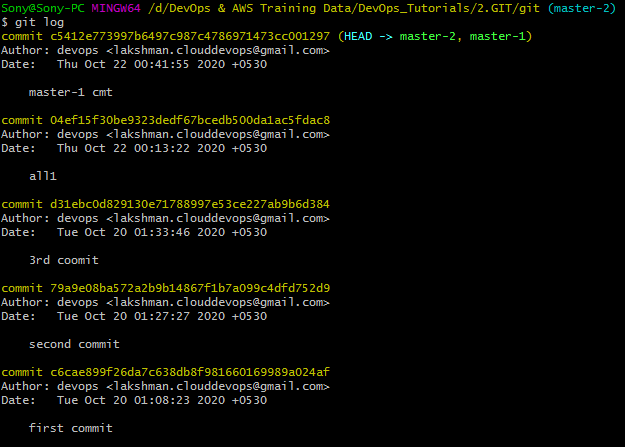 Sony@Sony-PC MINGW64 /d/DevOps & AWS Training Data/DevOps_Tutorials/2.GIT/git (master-2)
$ git log
commit c5412e773997b6497c987c4786971473cc001297 (HEAD -> master-2, master-1)
Author: devops <lakshman.clouddevops@gmail.com>
Date:   Thu Oct 22 00:41:55 2020 +0530
master-1 cmt
commit 04ef15f30be9323dedf67bcedb500da1ac5fdac8
Author: devops <lakshman.clouddevops@gmail.com>
Date:   Thu Oct 22 00:13:22 2020 +0530
all1
commit d31ebc0d829130e71788997e53ce227ab9b6d384
Author: devops <lakshman.clouddevops@gmail.com>
Date:   Tue Oct 20 01:33:46 2020 +0530
3rd coomit
commit 79a9e08ba572a2b9b14867f1b7a099c4dfd752d9
Author: devops <lakshman.clouddevops@gmail.com>
Date:   Tue Oct 20 01:27:27 2020 +0530
second commit
commit c6cae899f26da7c638db8f981660169989a024af
Author: devops <lakshman.clouddevops@gmail.com>
Date:   Tue Oct 20 01:08:23 2020 +0530
first commit